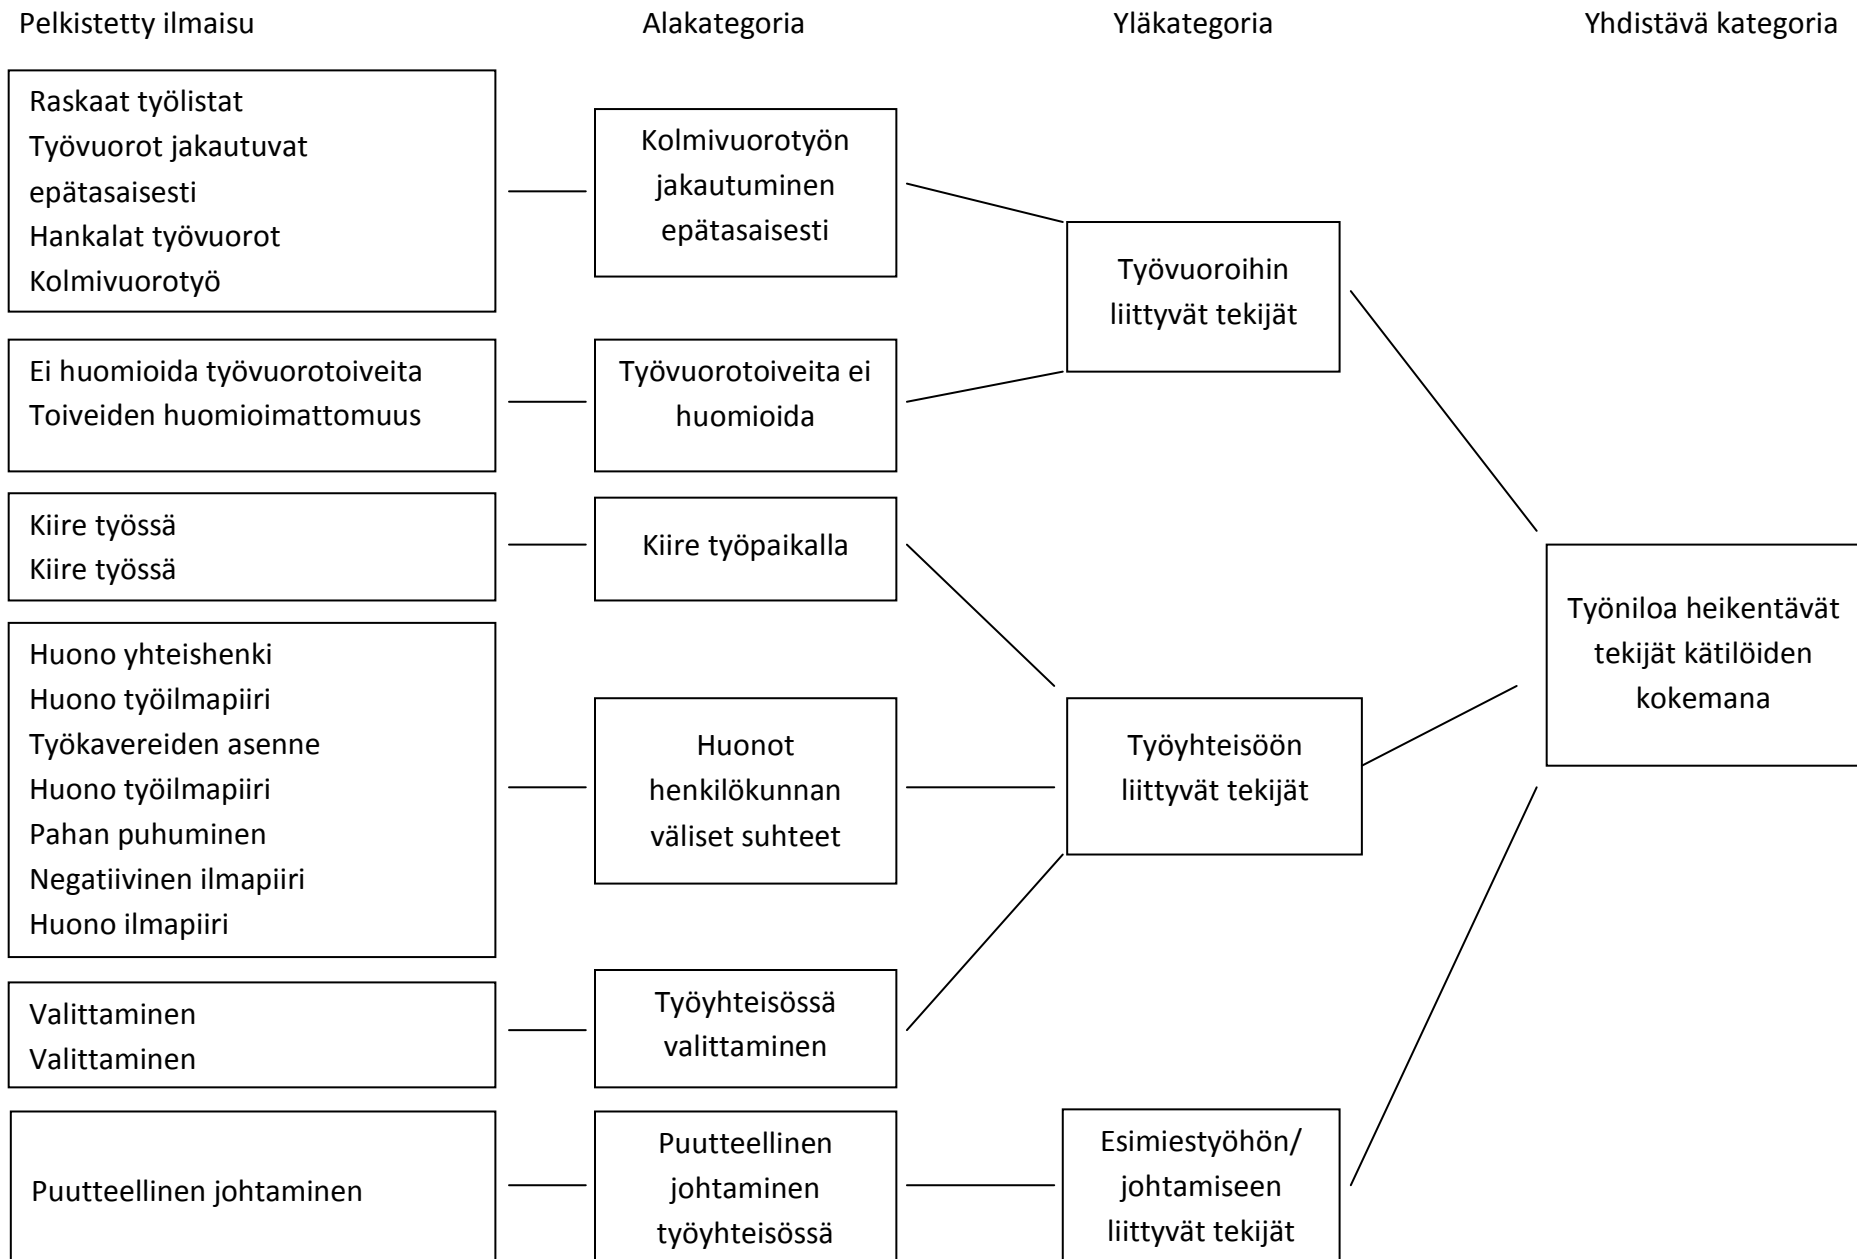 Pelkistetty ilmaisu
Alakategoria
Yläkategoria
Yhdistävä kategoria
Raskaat työlistat
Työvuorot jakautuvat
epätasaisesti
Hankalat työvuorot
Kolmivuorotyö
Kolmivuorotyön
jakautuminen
epätasaisesti
Työvuoroihin
liittyvät tekijät
Ei huomioida työvuorotoiveita
Toiveiden huomioimattomuus
Työvuorotoiveita ei
huomioida
Kiire työssä
Kiire työssä
Kiire työpaikalla
Huono yhteishenki
Huono työilmapiiri
Työkavereiden asenne
Huono työilmapiiri
Pahan puhuminen
Negatiivinen ilmapiiri
Huono ilmapiiri
Huonot
henkilökunnan
väliset suhteet
Työyhteisöön
liittyvät tekijät
Työniloa heikentävät
tekijät kätilöiden
kokemana
Valittaminen
Valittaminen
Työyhteisössä
valittaminen
Puutteellinen johtaminen
Puutteellinen
johtaminen
työyhteisössä
Esimiestyöhön/
johtamiseen
liittyvät tekijät